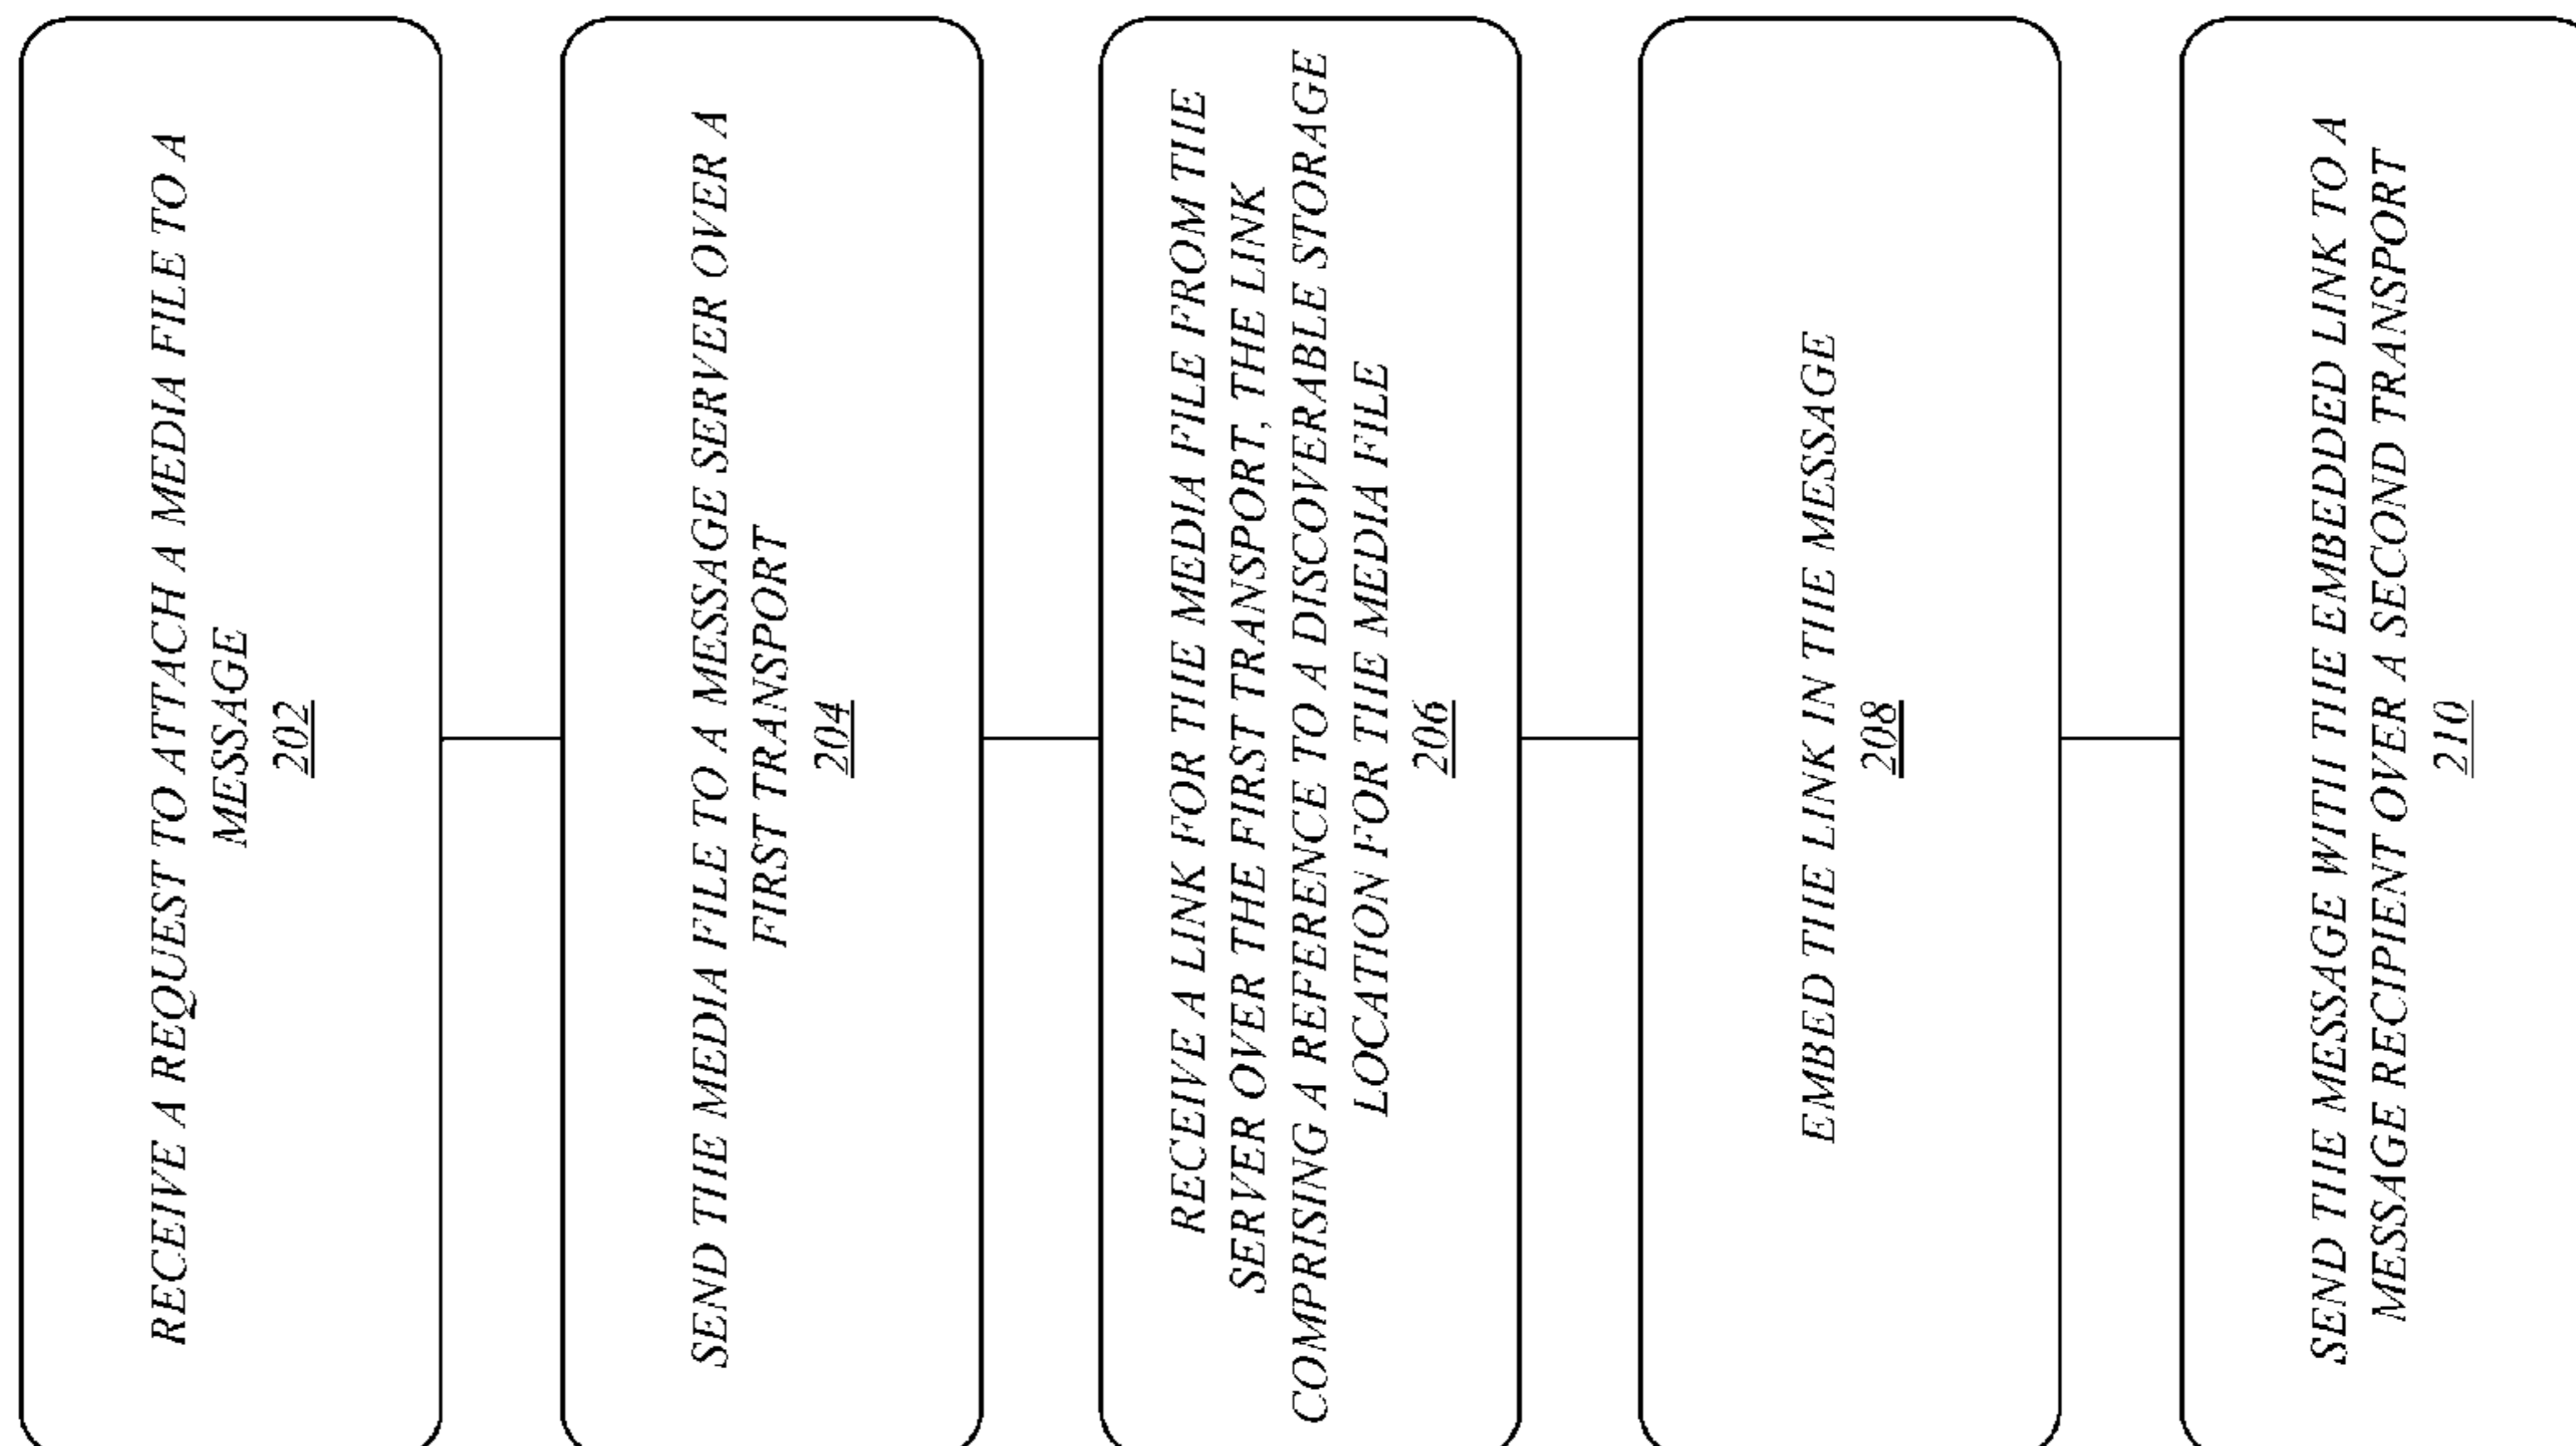 RECEIVE A REQUEST TO ATTACH A MEDIA FILE TO A
MESSAGE
202
SEND THE MEDIA FILE TO A MESSAGE SERVER OVER A
FIRST TRANSPORT
204
RECEIVE A LINK FOR THE MEDIA FILE FROM THE
SERVER OVER THE FIRST TRANSPORT, THE LINK
COMPRISING A REFERENCE TO A DISCOVERABLE STORAGE
LOCATION FOR THE MEDIA FILE
206
EMBED THE LINK IN THE MESSAGE
208
SEND THE MESSAGE WITH THE EMBEDDED LINK TO A
MESSAGE RECIPIENT OVER A SECOND TRANSPORT
210